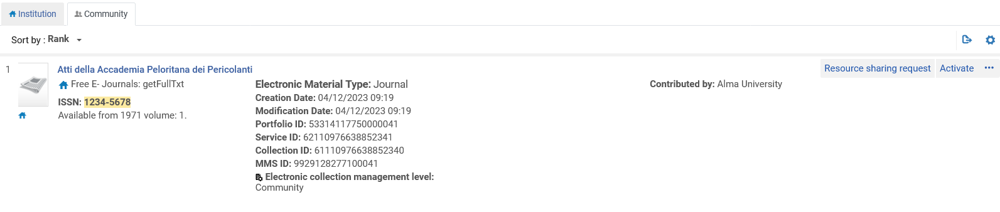 Institution
Community
Sort by : Rank
1
Atti della Accademia Peloritana dei Pericolanti
Resource sharing request
Activate
Free E- Journals: getFullTxt
ISSN: 1234-5678
Available from 1971 volume: 1.
Electronic Material Type: Journal
Creation Date: 04/12/2023 09:19
Modification Date: 04/12/2023 09:19
Portfolio ID: 53314117750000041
Service ID: 62110976638852341
Collection ID: 61110976638852340
MMS ID: 9929128277100041
Electronic collection management level:
Community
Contributed by: Alma University